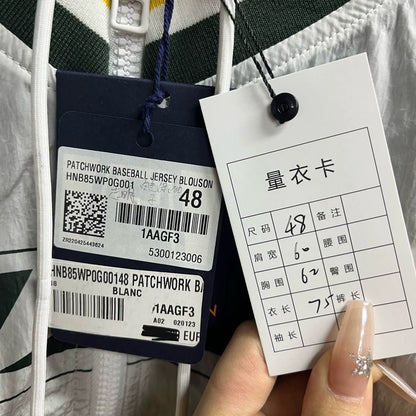 PATCHWORK BASEBALL JERSEY BLOUSON
HNB85WP0G001
48
1AAGF3
ZR220425443024
5300123006
HNB85WP0G00148 PATCHWORK BA
BLANC
1AAGF3
A02 020123
EUR
量衣卡
尺码 48 备注
肩宽 60 腰围
胸围 62 臀围
衣长 75 裤长
袖长